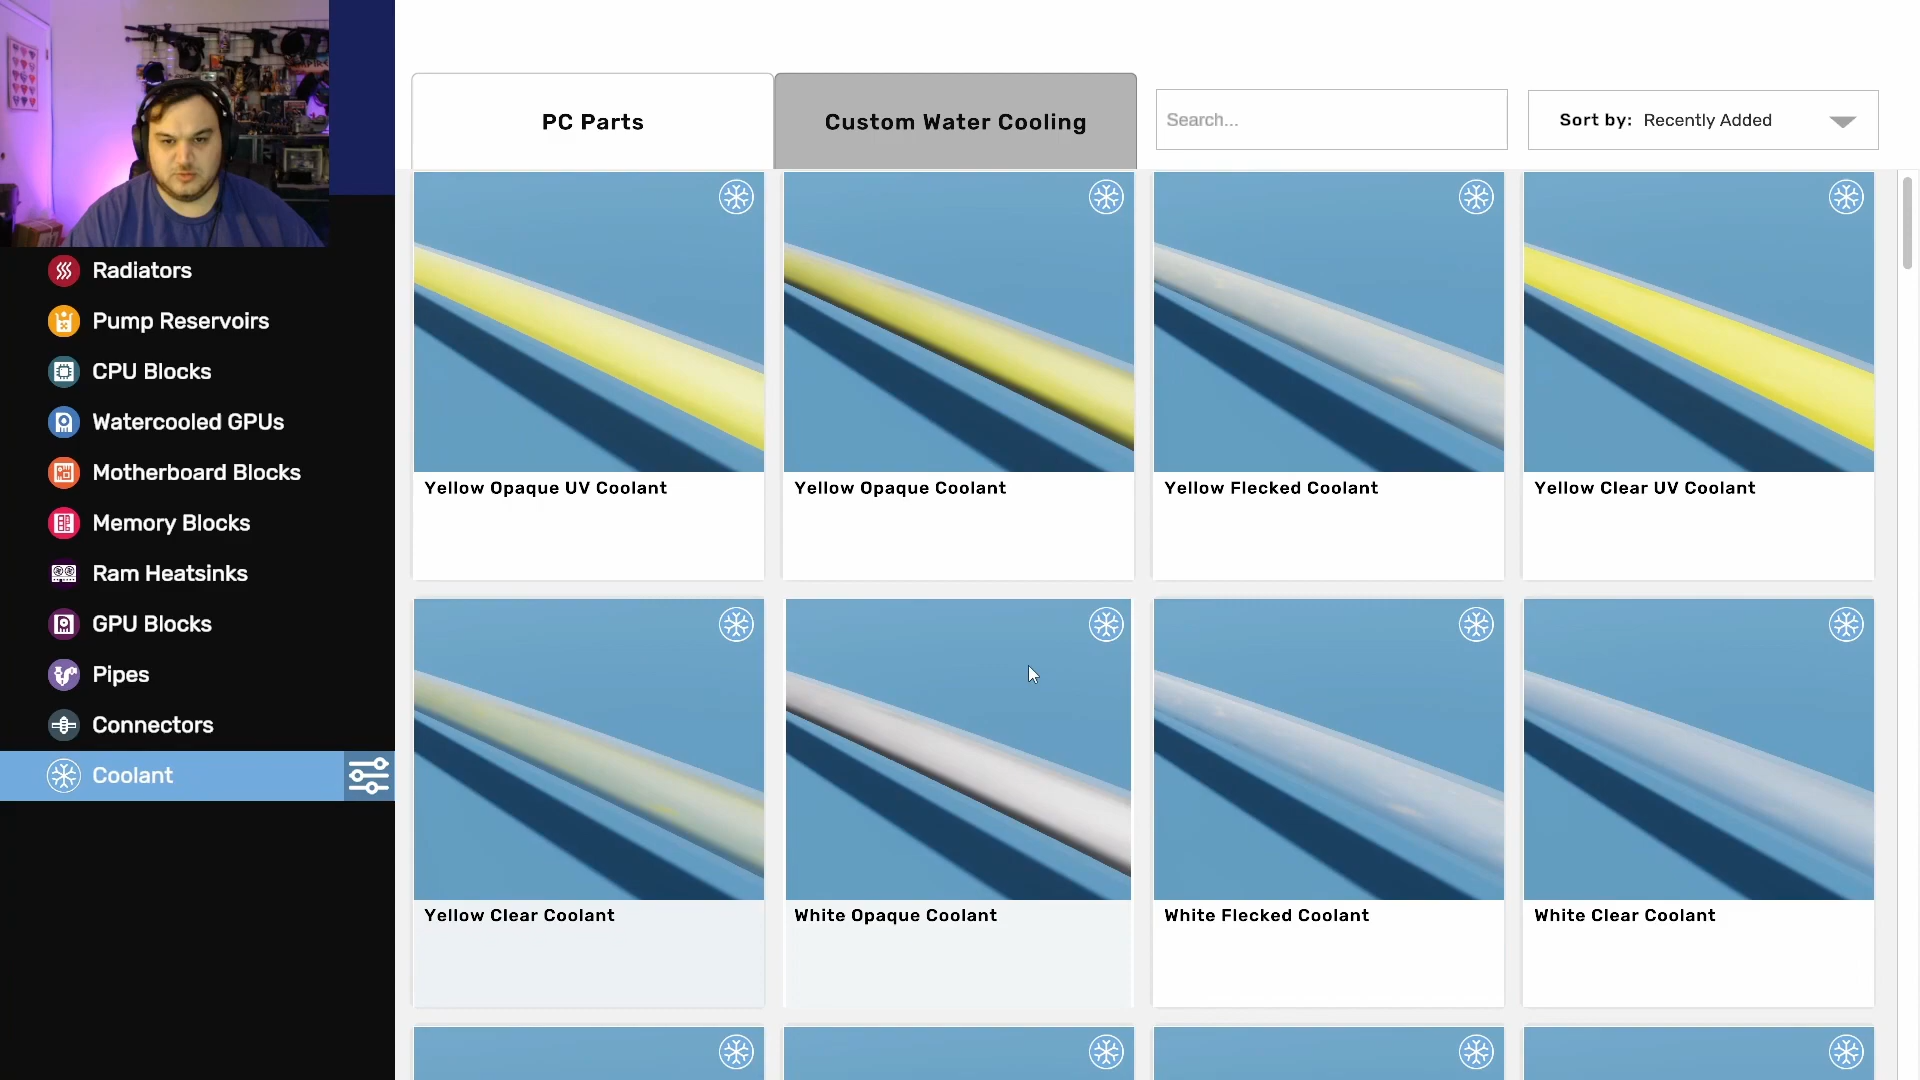 PC Parts
Custom Water Cooling
Search...
Sort by: Recently Added
Radiators
Pump Reservoirs
CPU Blocks
Watercooled GPUs
Motherboard Blocks
Memory Blocks
Ram Heatsinks
GPU Blocks
Pipes
Connectors
Coolant
Yellow Opaque UV Coolant
Yellow Opaque Coolant
Yellow Flecked Coolant
Yellow Clear UV Coolant
Yellow Clear Coolant
White Opaque Coolant
White Flecked Coolant
White Clear Coolant